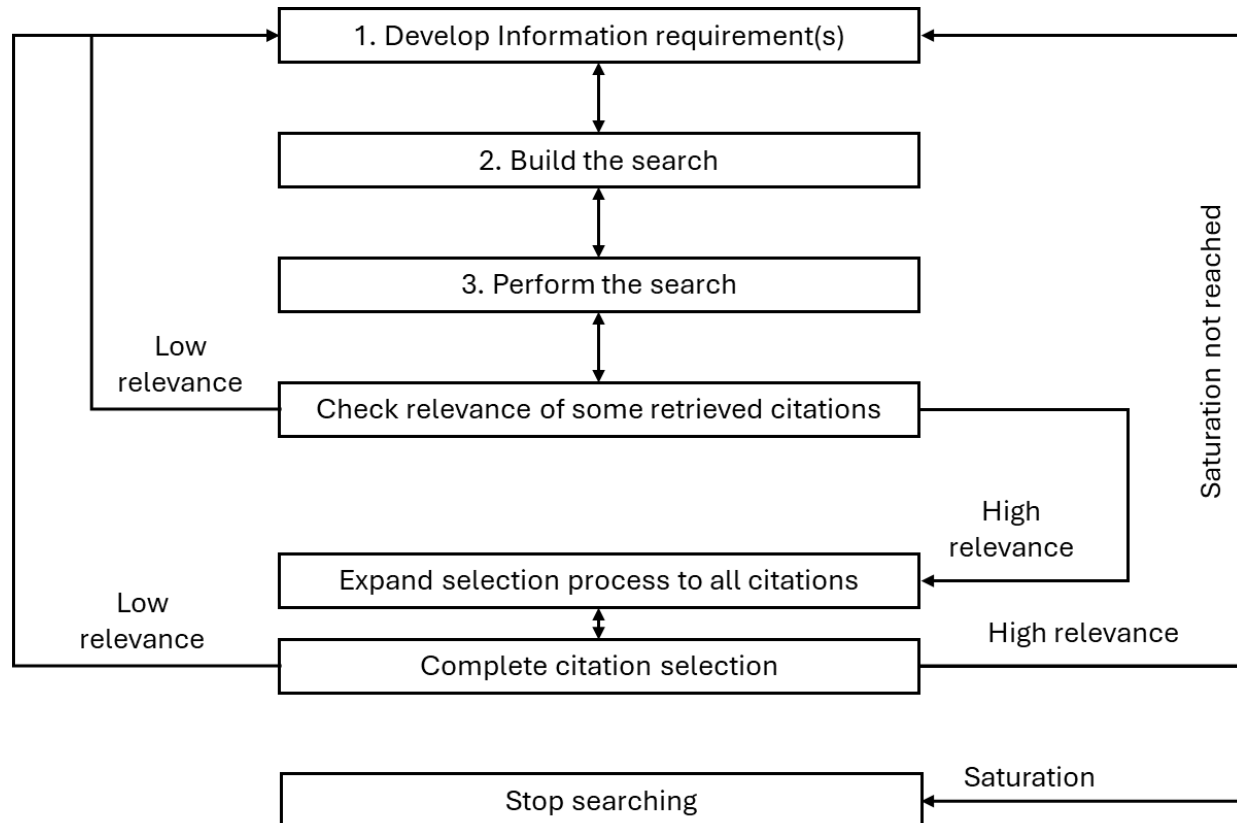 1. Develop Information requirement(s)
2. Build the search
3. Perform the search
Low
relevance
Check relevance of some retrieved citations
Saturation not reached
High
relevance
Expand selection process to all citations
Low
relevance
High relevance
Complete citation selection
Saturation
Stop searching